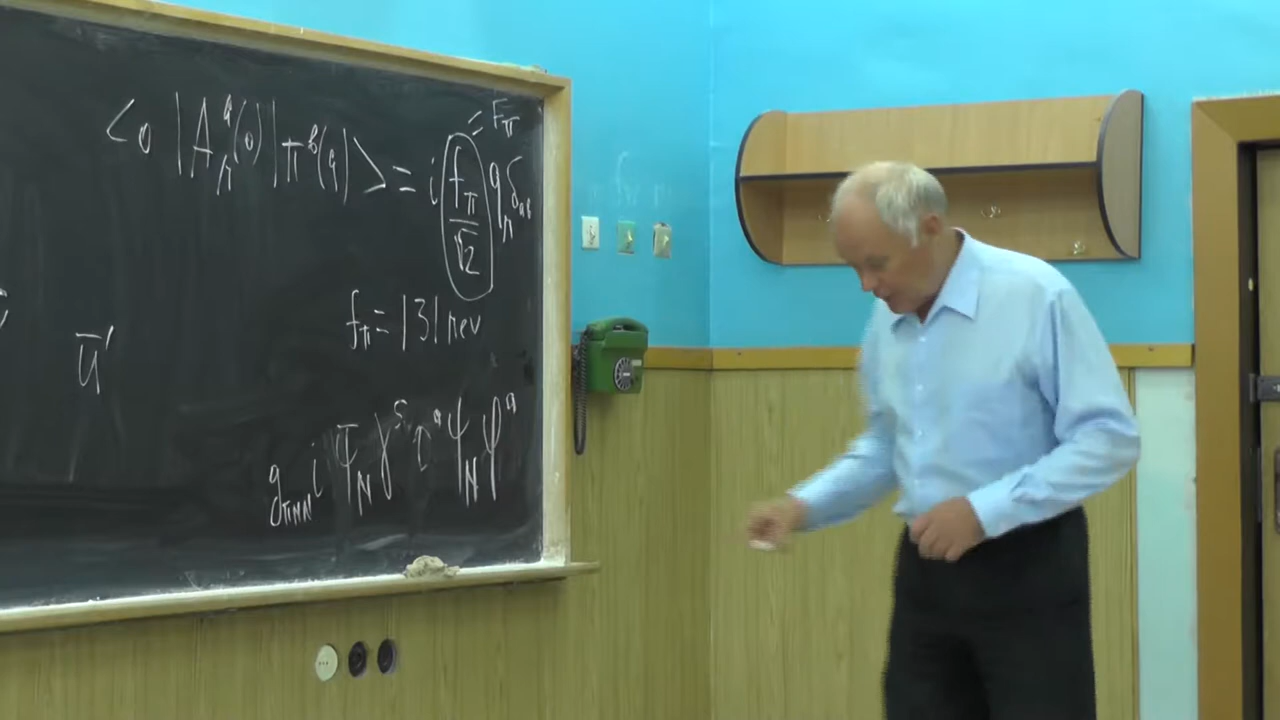 = F_π
<0|A_μ^a(0)|π^b(q)> = i f_π/√2 q_μ δ_ab
f_π = 131 MeV
ū'
g_πNN i ψ̄_N γ^5 τ^a ψ_N φ^a